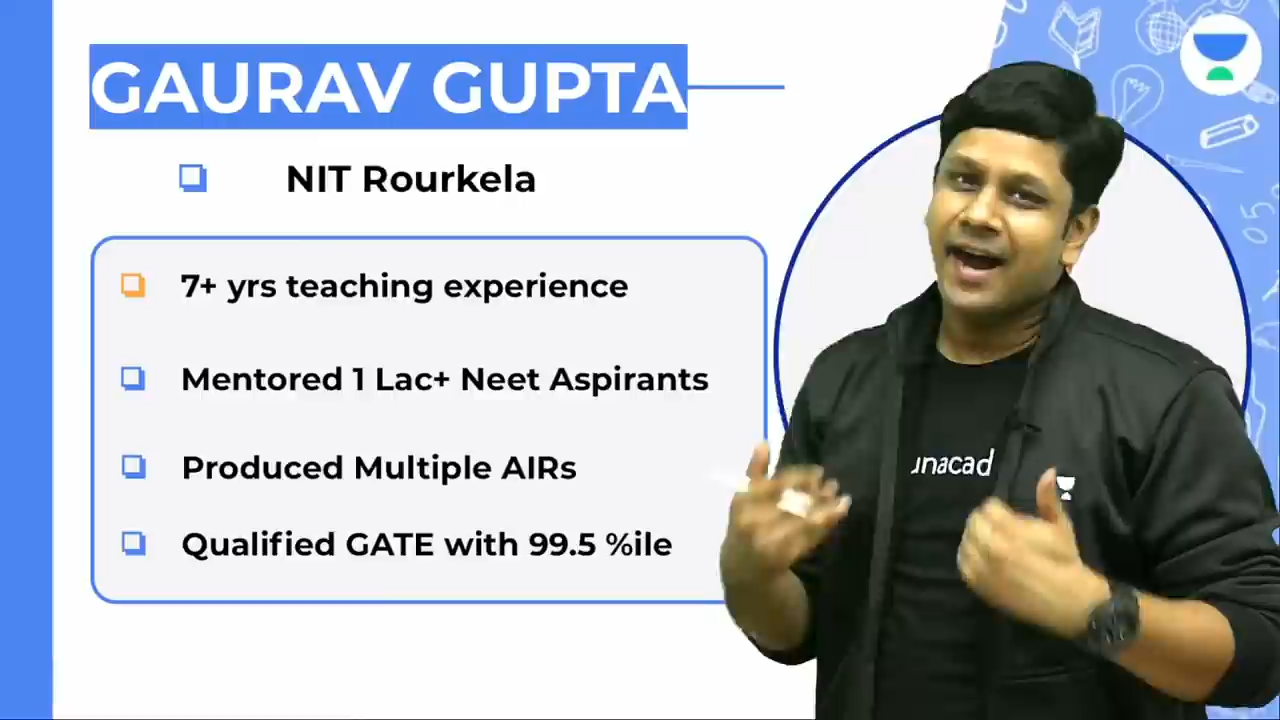 GAURAV GUPTA
NIT Rourkela
7+ yrs teaching experience
Mentored 1 Lac+ Neet Aspirants
Produced Multiple AIRs
Qualified GATE with 99.5 %ile
unacad